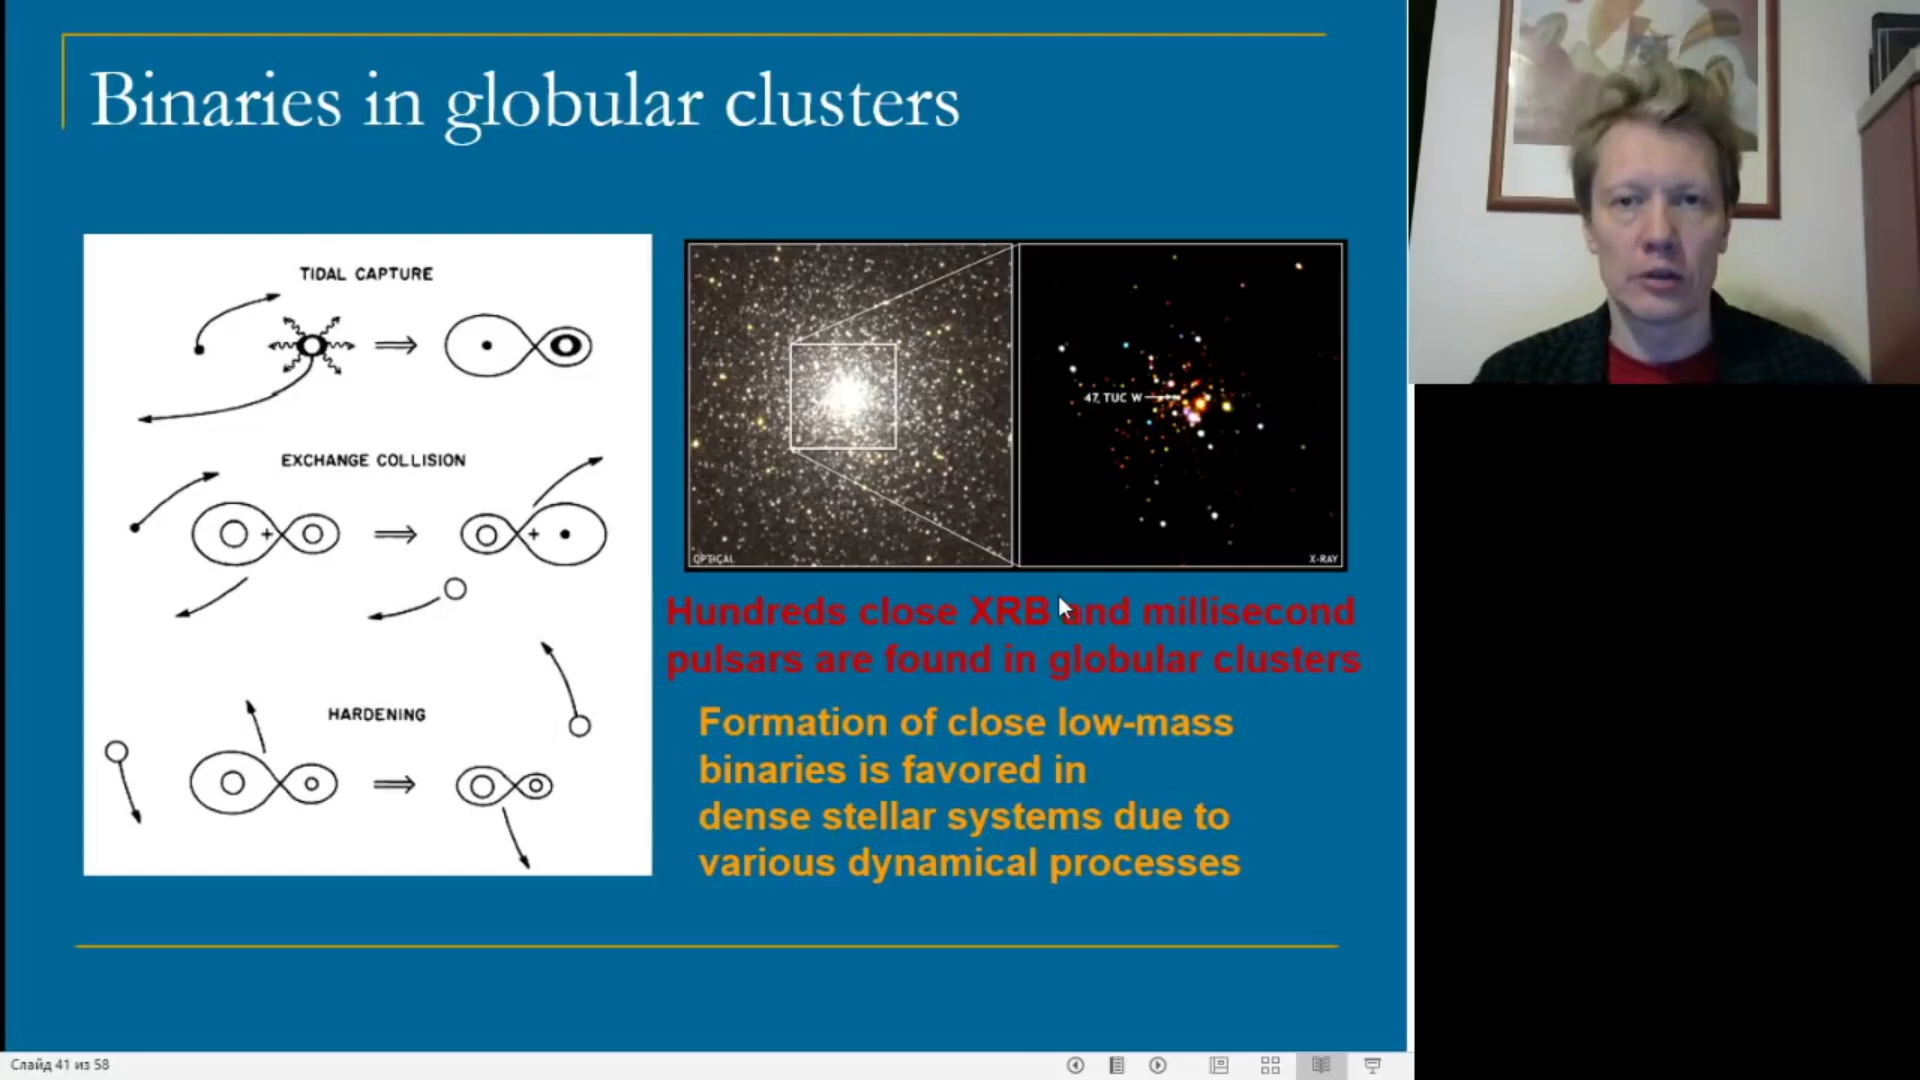 Binaries in globular clusters
TIDAL CAPTURE
EXCHANGE COLLISION
HARDENING
47 TUC W
OPTICAL
X-RAY
Hundreds close XRB and millisecond
pulsars are found in globular clusters
Formation of close low-mass
binaries is favored in
dense stellar systems due to
various dynamical processes
Слайд 41 из 58